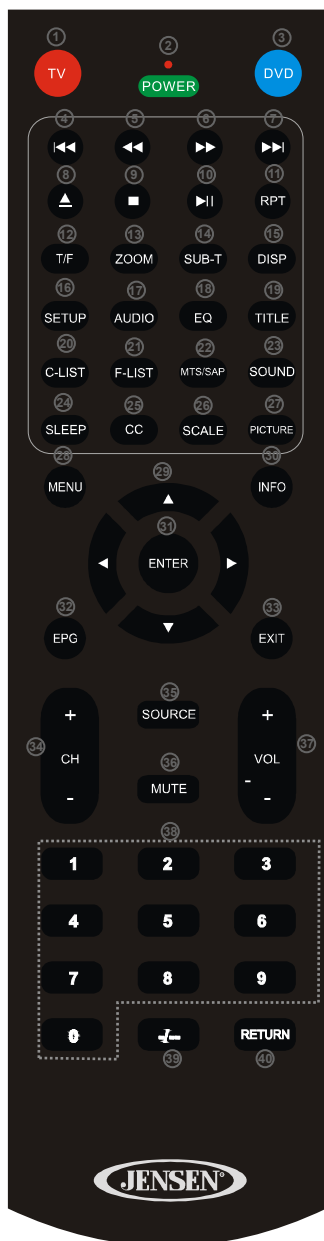 1 2 3
TV POWER DVD
4 5 6 7
8 9 10 11
RPT
12 13 14 15
T/F ZOOM SUB-T DISP
16 17 18 19
SETUP AUDIO EQ TITLE
20 21 22 23
C-LIST F-LIST MTS/SAP SOUND
24 25 26 27
SLEEP CC SCALE PICTURE
28 29 30
MENU INFO
31
ENTER
32 33
EPG EXIT
35
+ SOURCE +
34 37
CH VOL
36
- MUTE - -
38
1 2 3
4 5 6
7 8 9
0 -/-- RETURN
39 40
JENSEN